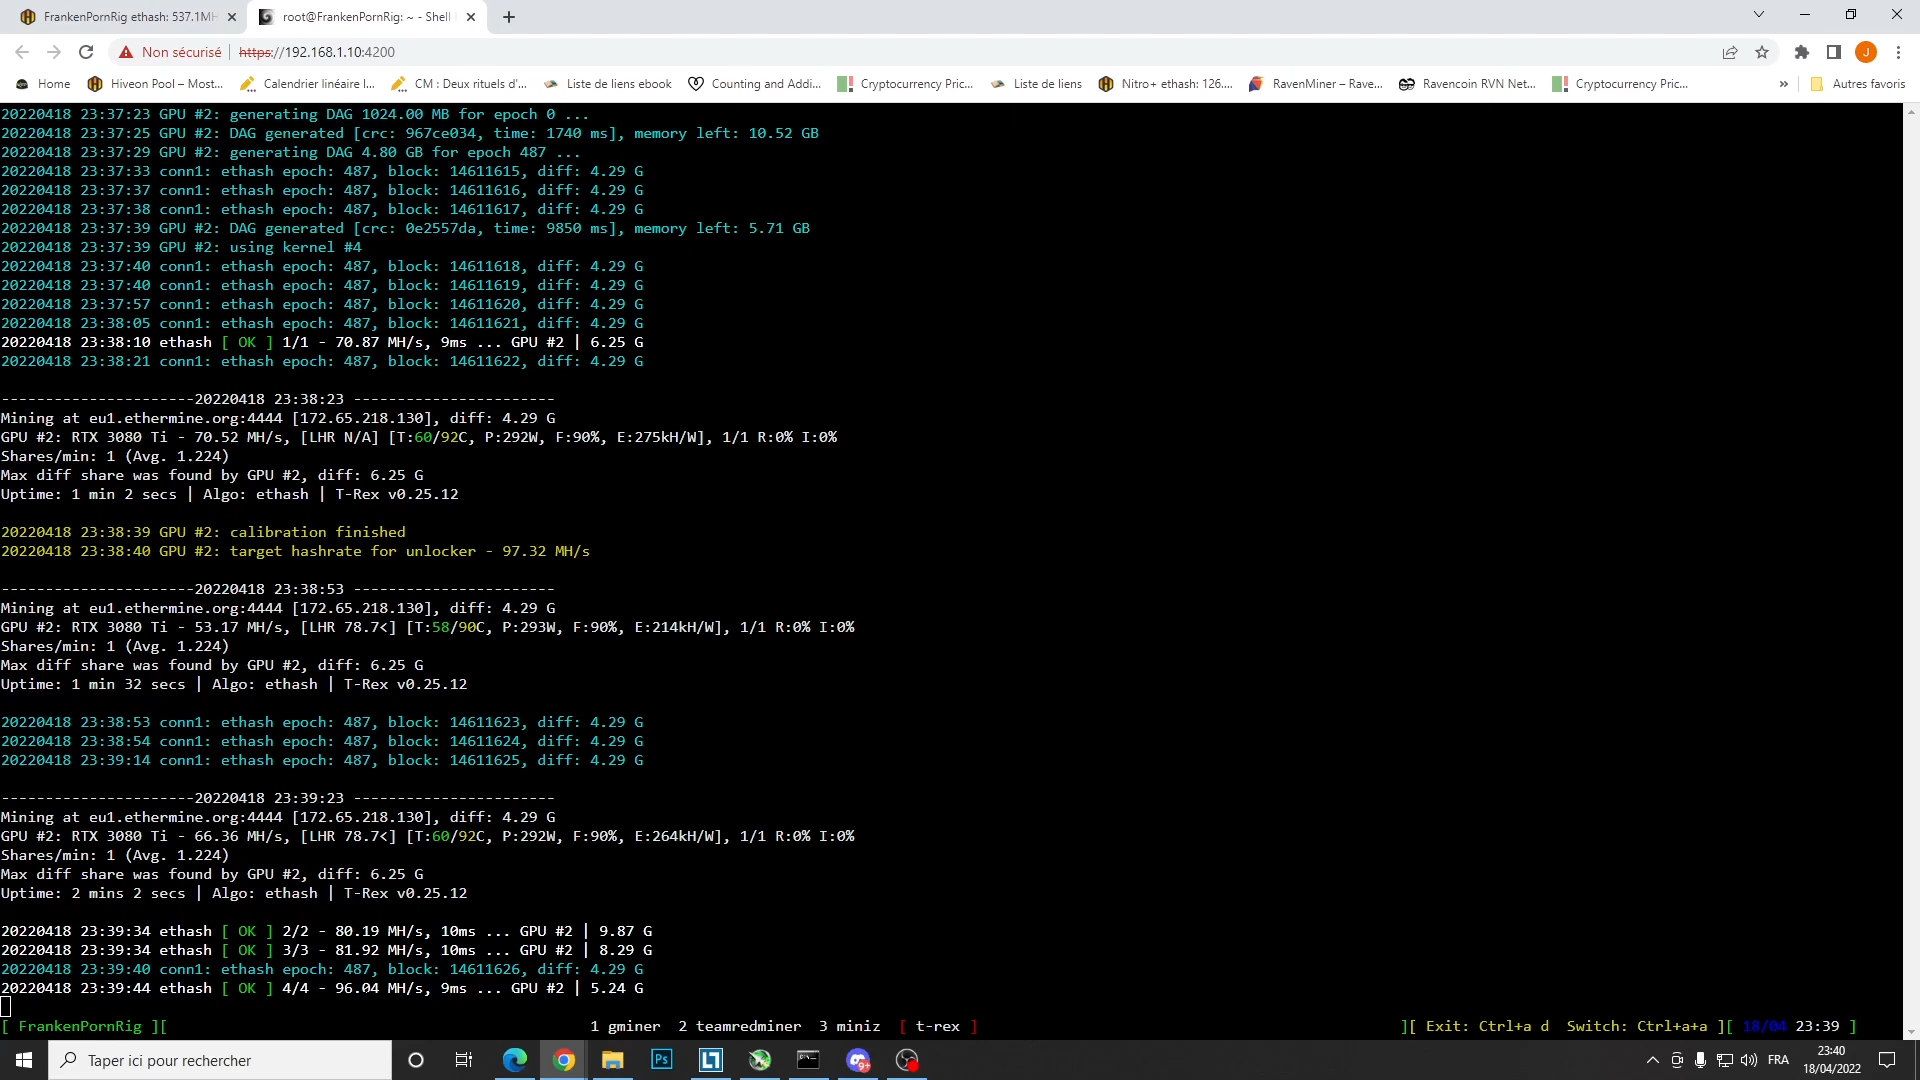 FrankenPornRig ethash: 537.1MH
root@FrankenPornRig: ~ - Shell
Non sécurisé
https://192.168.1.10:4200
J
Home
Hiveon Pool – Most...
Calendrier linéaire l...
CM : Deux rituels d'...
Liste de liens ebook
Counting and Addi...
Cryptocurrency Pric...
Liste de liens
Nitro+ ethash: 126....
RavenMiner – Rave...
Ravencoin RVN Net...
Cryptocurrency Pric...
»
Autres favoris
20220418 23:37:23 GPU #2: generating DAG 1024.00 MB for epoch 0 ...
20220418 23:37:25 GPU #2: DAG generated [crc: 967ce034, time: 1740 ms], memory left: 10.52 GB
20220418 23:37:29 GPU #2: generating DAG 4.80 GB for epoch 487 ...
20220418 23:37:33 conn1: ethash epoch: 487, block: 14611615, diff: 4.29 G
20220418 23:37:37 conn1: ethash epoch: 487, block: 14611616, diff: 4.29 G
20220418 23:37:38 conn1: ethash epoch: 487, block: 14611617, diff: 4.29 G
20220418 23:37:39 GPU #2: DAG generated [crc: 0e2557da, time: 9850 ms], memory left: 5.71 GB
20220418 23:37:39 GPU #2: using kernel #4
20220418 23:37:40 conn1: ethash epoch: 487, block: 14611618, diff: 4.29 G
20220418 23:37:40 conn1: ethash epoch: 487, block: 14611619, diff: 4.29 G
20220418 23:37:57 conn1: ethash epoch: 487, block: 14611620, diff: 4.29 G
20220418 23:38:05 conn1: ethash epoch: 487, block: 14611621, diff: 4.29 G
20220418 23:38:10 ethash [ OK ] 1/1 - 70.87 MH/s, 9ms ... GPU #2 | 6.25 G
20220418 23:38:21 conn1: ethash epoch: 487, block: 14611622, diff: 4.29 G
----------------------20220418 23:38:23 -----------------------
Mining at eu1.ethermine.org:4444 [172.65.218.130], diff: 4.29 G
GPU #2: RTX 3080 Ti - 70.52 MH/s, [LHR N/A] [T:60/92C, P:292W, F:90%, E:275kH/W], 1/1 R:0% I:0%
Shares/min: 1 (Avg. 1.224)
Max diff share was found by GPU #2, diff: 6.25 G
Uptime: 1 min 2 secs | Algo: ethash | T-Rex v0.25.12
20220418 23:38:39 GPU #2: calibration finished
20220418 23:38:40 GPU #2: target hashrate for unlocker - 97.32 MH/s
----------------------20220418 23:38:53 -----------------------
Mining at eu1.ethermine.org:4444 [172.65.218.130], diff: 4.29 G
GPU #2: RTX 3080 Ti - 53.17 MH/s, [LHR 78.7<] [T:58/90C, P:293W, F:90%, E:214kH/W], 1/1 R:0% I:0%
Shares/min: 1 (Avg. 1.224)
Max diff share was found by GPU #2, diff: 6.25 G
Uptime: 1 min 32 secs | Algo: ethash | T-Rex v0.25.12
20220418 23:38:53 conn1: ethash epoch: 487, block: 14611623, diff: 4.29 G
20220418 23:38:54 conn1: ethash epoch: 487, block: 14611624, diff: 4.29 G
20220418 23:39:14 conn1: ethash epoch: 487, block: 14611625, diff: 4.29 G
----------------------20220418 23:39:23 -----------------------
Mining at eu1.ethermine.org:4444 [172.65.218.130], diff: 4.29 G
GPU #2: RTX 3080 Ti - 66.36 MH/s, [LHR 78.7<] [T:60/92C, P:292W, F:90%, E:264kH/W], 1/1 R:0% I:0%
Shares/min: 1 (Avg. 1.224)
Max diff share was found by GPU #2, diff: 6.25 G
Uptime: 2 mins 2 secs | Algo: ethash | T-Rex v0.25.12
20220418 23:39:34 ethash [ OK ] 2/2 - 80.19 MH/s, 10ms ... GPU #2 | 9.87 G
20220418 23:39:34 ethash [ OK ] 3/3 - 81.92 MH/s, 10ms ... GPU #2 | 8.29 G
20220418 23:39:40 conn1: ethash epoch: 487, block: 14611626, diff: 4.29 G
20220418 23:39:44 ethash [ OK ] 4/4 - 96.04 MH/s, 9ms ... GPU #2 | 5.24 G
[ FrankenPornRig ][ 1 gminer 2 teamredminer 3 miniz [ t-rex ] ][ Exit: Ctrl+a d Switch: Ctrl+a+a ][ 18/04 23:39 ]
Taper ici pour rechercher
Ps
9+
FRA
23:40
18/04/2022